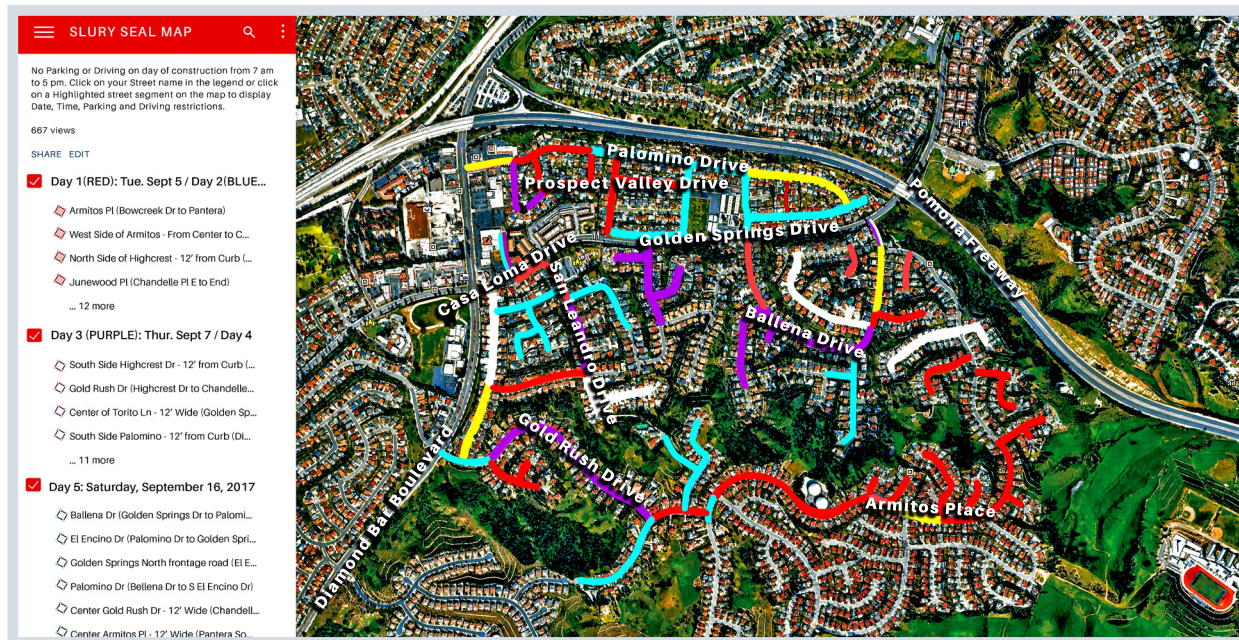 SLURY SEAL MAP
No Parking or Driving on day of construction from 7 am
to 5 pm. Click on your Street name in the legend or click
on a Highlighted street segment on the map to display
Date, Time, Parking and Driving restrictions.
667 views
SHARE EDIT
Day 1(RED): Tue. Sept 5 / Day 2(BLUE...
Armitos Pl (Bowcreek Dr to Pantera)
West Side of Armitos - From Center to C...
North Side of Highcrest - 12' from Curb (...
Junewood Pl (Chandelle Pl E to End)
... 12 more
Day 3 (PURPLE): Thur. Sept 7 / Day 4
South Side Highcrest Dr - 12' from Curb (...
Gold Rush Dr (Highcrest Dr to Chandelle...
Center of Torito Ln - 12' Wide (Golden Sp...
South Side Palomino - 12' from Curb (Di...
... 11 more
Day 5: Saturday, September 16, 2017
Ballena Dr (Golden Springs Dr to Palomi...
El Encino Dr (Palomino Dr to Golden Spri...
Golden Springs North frontage road (El E...
Palomino Dr (Bellena Dr to S El Encino Dr)
Center Gold Rush Dr - 12' Wide (Chandell...
Center Armitos Pl - 12' Wide (Pantera So...
Palomino Drive
Prospect Valley Drive
Golden Springs Drive
Pomona Freeway
Casa Loma Drive
San Leandro Drive
Ballena Drive
Gold Rush Drive
Diamond Bar Boulevard
Armitos Place